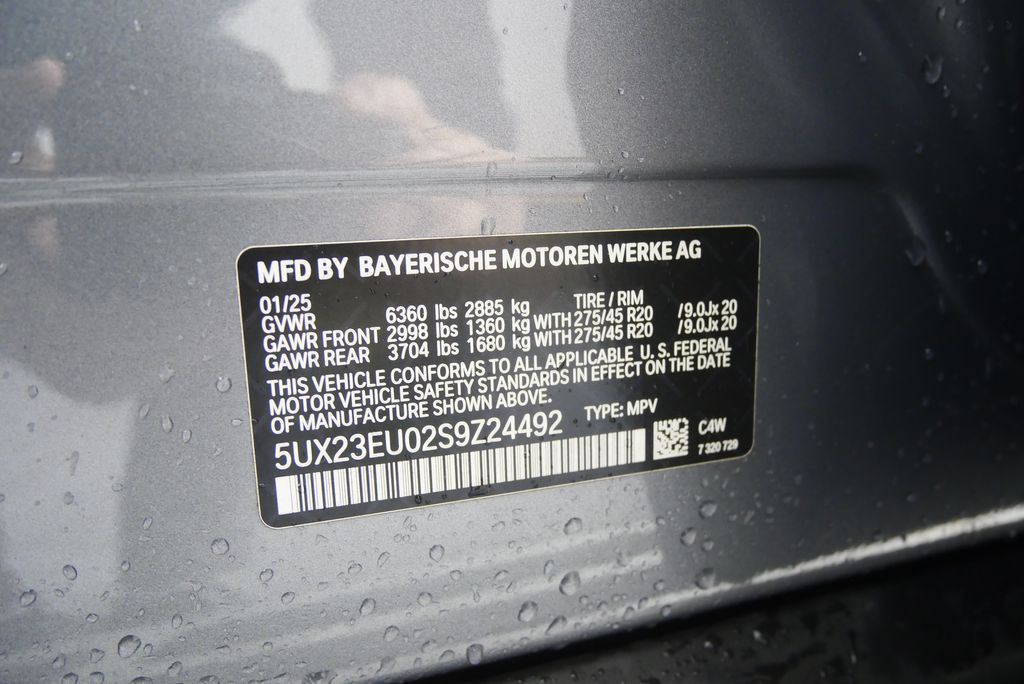 MFD BY BAYERISCHE MOTOREN WERKE AG
01/25 TIRE / RIM
GVWR 6360 lbs 2885 kg
GAWR FRONT 2998 lbs 1360 kg WITH 275/45 R20 /9.0Jx 20
GAWR REAR 3704 lbs 1680 kg WITH 275/45 R20 /9.0Jx 20
THIS VEHICLE CONFORMS TO ALL APPLICABLE U. S. FEDERAL
MOTOR VEHICLE SAFETY STANDARDS IN EFFECT ON THE DATE
OF MANUFACTURE SHOWN ABOVE.
5UX23EU02S9Z24492 TYPE: MPV
C4W
7 320 729